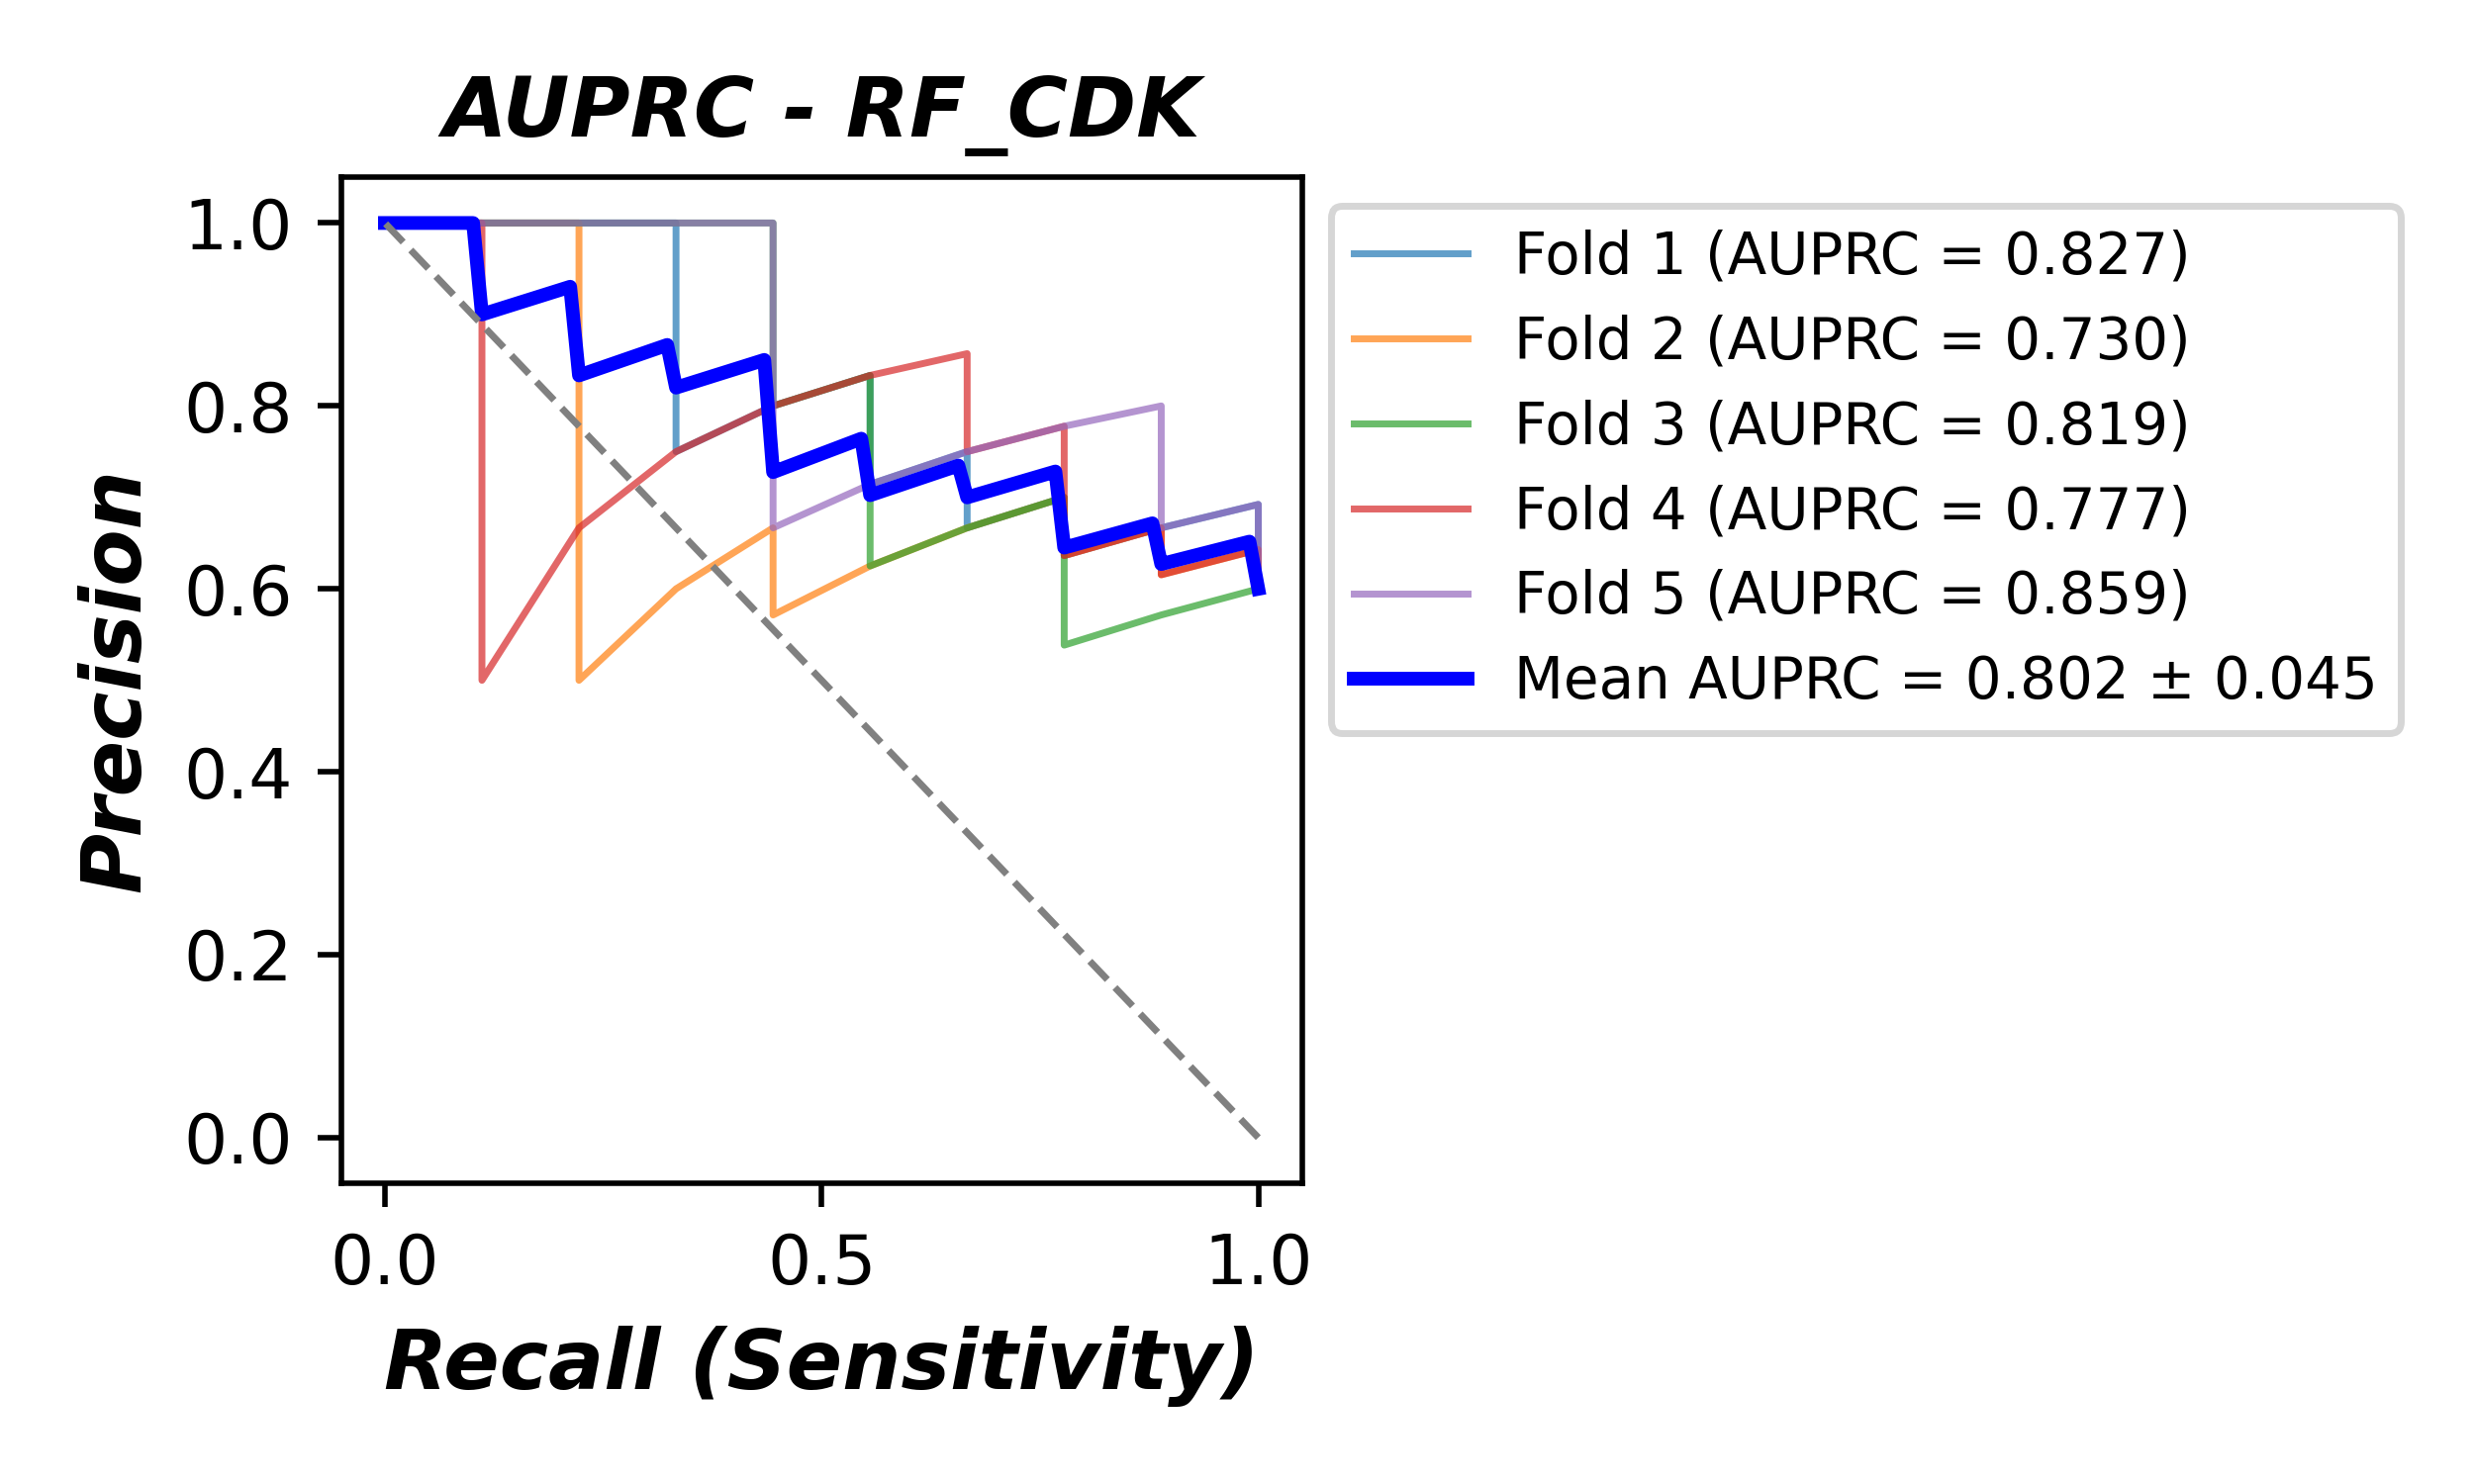 AUPRC - RF_CDK
Precision
1.0
0.8
0.6
0.4
0.2
0.0
0.0 0.5 1.0
Recall (Sensitivity)
Fold 1 (AUPRC = 0.827)
Fold 2 (AUPRC = 0.730)
Fold 3 (AUPRC = 0.819)
Fold 4 (AUPRC = 0.777)
Fold 5 (AUPRC = 0.859)
Mean AUPRC = 0.802 ± 0.045